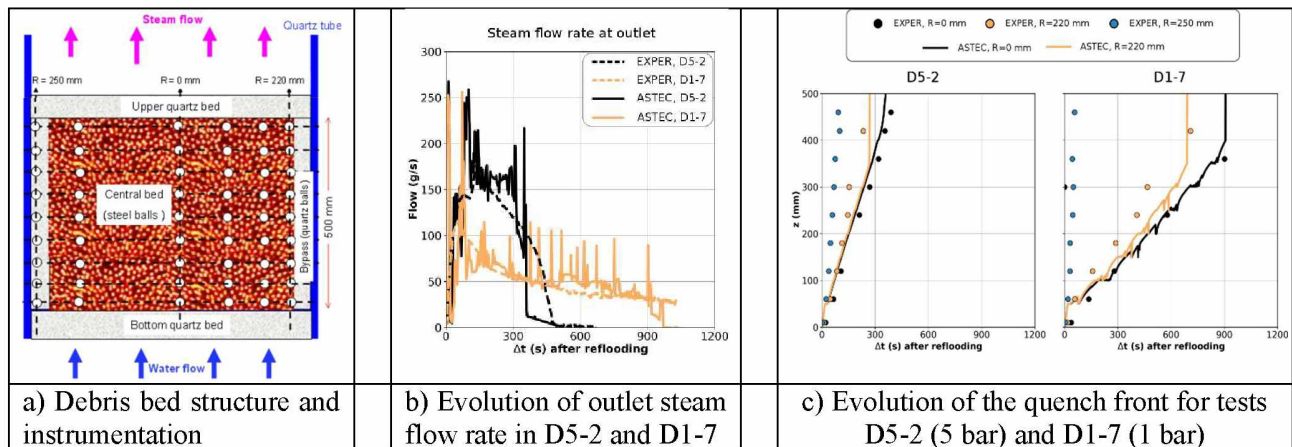 Steam flow
Quartz tube
R = 250 mm
R = 0 mm
R = 220 mm
Upper quartz bed
Central bed
(steel balls )
Bypass (quartz balls)
500 mm
Bottom quartz bed
Water flow
a) Debris bed structure and
instrumentation
Steam flow rate at outlet
EXPER, D5-2
EXPER, D1-7
ASTEC, D5-2
ASTEC, D1-7
Flow (g/s)
300
250
200
150
100
50
0
0 300 600 900 1200
Δt (s) after reflooding
b) Evolution of outlet steam
flow rate in D5-2 and D1-7
EXPER, R=0 mm EXPER, R=220 mm EXPER, R=250 mm
ASTEC, R=0 mm ASTEC, R=220 mm
D5-2 D1-7
z (mm)
500
400
300
200
100
0
0 300 600 900 1200
Δt (s) after reflooding
0 300 600 900 1200
Δt (s) after reflooding
c) Evolution of the quench front for tests
D5-2 (5 bar) and D1-7 (1 bar)